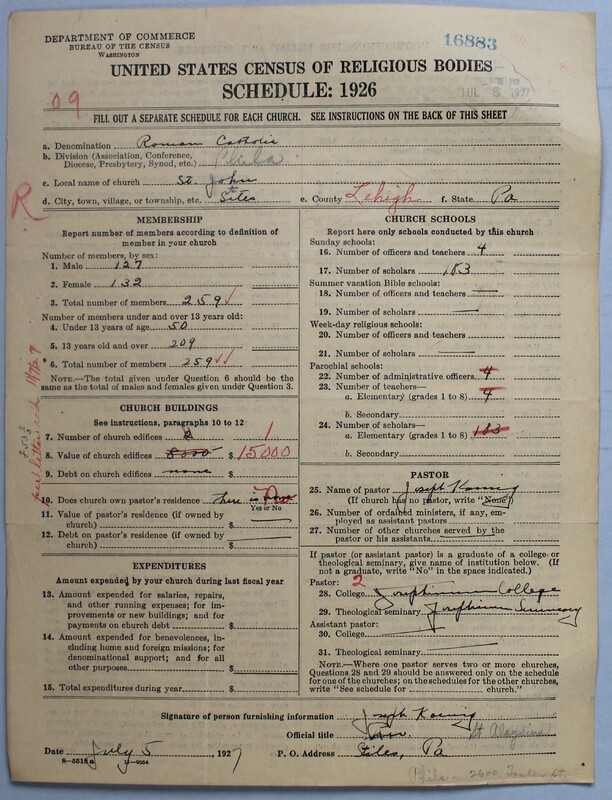 DEPARTMENT OF COMMERCE
BUREAU OF THE CENSUS
WASHINGTON
16883
UNITED STATES CENSUS OF RELIGIOUS BODIES
SCHEDULE: 1926
JUL 8 1927
09
FILL OUT A SEPARATE SCHEDULE FOR EACH CHURCH. SEE INSTRUCTIONS ON THE BACK OF THIS SHEET
a. Denomination Roman Catholic
b. Division (Association, Conference, Diocese, Presbytery, Synod, etc.) Phila
c. Local name of church St. John
d. City, town, village, or township, etc. Stiles e. County Lehigh f. State Pa
R
MEMBERSHIP
Report number of members according to definition of
member in your church
Number of members, by sex:
1. Male 127
2. Female 132
3. Total number of members 259
Number of members under and over 13 years old:
4. Under 13 years of age 50
5. 13 years old and over 209
* 6. Total number of members 259
NOTE.—The total given under Question 6 should be the
same as the total of males and females given under Question 3.
CHURCH BUILDINGS
See instructions, paragraphs 10 to 12
7. Number of church edifices 1
8. Value of church edifices 8000 $ 15000
9. Debt on church edifices none $
10. Does church own pastor's residence No
Yes or No
11. Value of pastor's residence (if owned by
church) $
12. Debt on pastor's residence (if owned by
church) $
EXPENDITURES
Amount expended by your church during last fiscal year
13. Amount expended for salaries, repairs,
and other running expenses; for im-
provements or new buildings; and for
payments on church debt $
14. Amount expended for benevolences, in-
cluding home and foreign missions; for
denominational support; and for all
other purposes $
15. Total expenditures during year $
CHURCH SCHOOLS
Report here only schools conducted by this church
Sunday schools:
16. Number of officers and teachers 4
17. Number of scholars 183
Summer vacation Bible schools:
18. Number of officers and teachers
19. Number of scholars
Week-day religious schools:
20. Number of officers and teachers
21. Number of scholars
Parochial schools:
22. Number of administrative officers 4
23. Number of teachers—
a. Elementary (grades 1 to 8) 4
b. Secondary
24. Number of scholars—
a. Elementary (grades 1 to 8) 183
b. Secondary
PASTOR
25. Name of pastor Joseph Koenig
(If church has no pastor, write "None")
26. Number of ordained ministers, if any, em-
ployed as assistant pastors
27. Number of other churches served by the
pastor or his assistants
If pastor (or assistant pastor) is a graduate of a college or
theological seminary, give name of institution below. (If
not a graduate, write "No" in the space indicated.)
Pastor: 2
28. College Josephinum College
29. Theological seminary Josephinum Seminary
Assistant pastor:
30. College
31. Theological seminary
NOTE.—Where one pastor serves two or more churches,
Questions 28 and 29 should be answered only on the schedule
for one of the churches; on the schedules for the other churches,
write "See schedule for church."
Signature of person furnishing information Joseph Koenig
Official title St Aloysius
Date July 5 1927 P. O. Address Stiles, Pa
8—5518a 11—9554
Phila - 2600